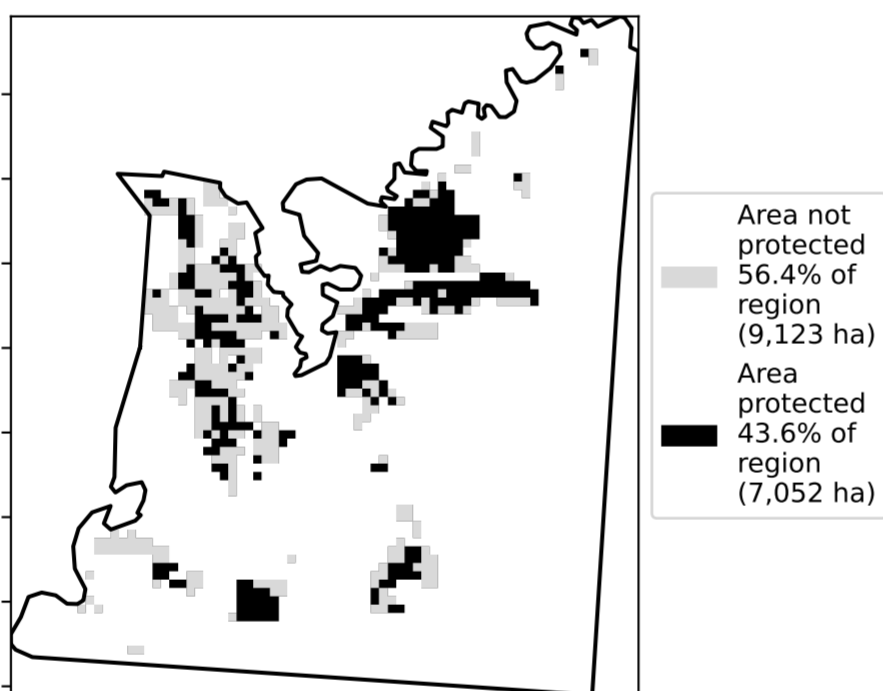 Area not
protected
56.4% of
region
(9,123 ha)
Area
protected
43.6% of
region
(7,052 ha)